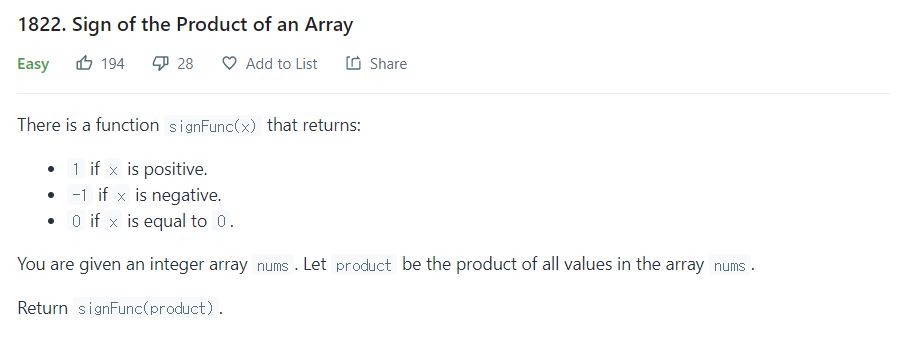 1822. Sign of the Product of an Array
Easy 194 28 Add to List Share
There is a function signFunc(x) that returns:
• 1 if x is positive.
• -1 if x is negative.
• 0 if x is equal to 0.
You are given an integer array nums. Let product be the product of all values in the array nums.
Return signFunc(product).